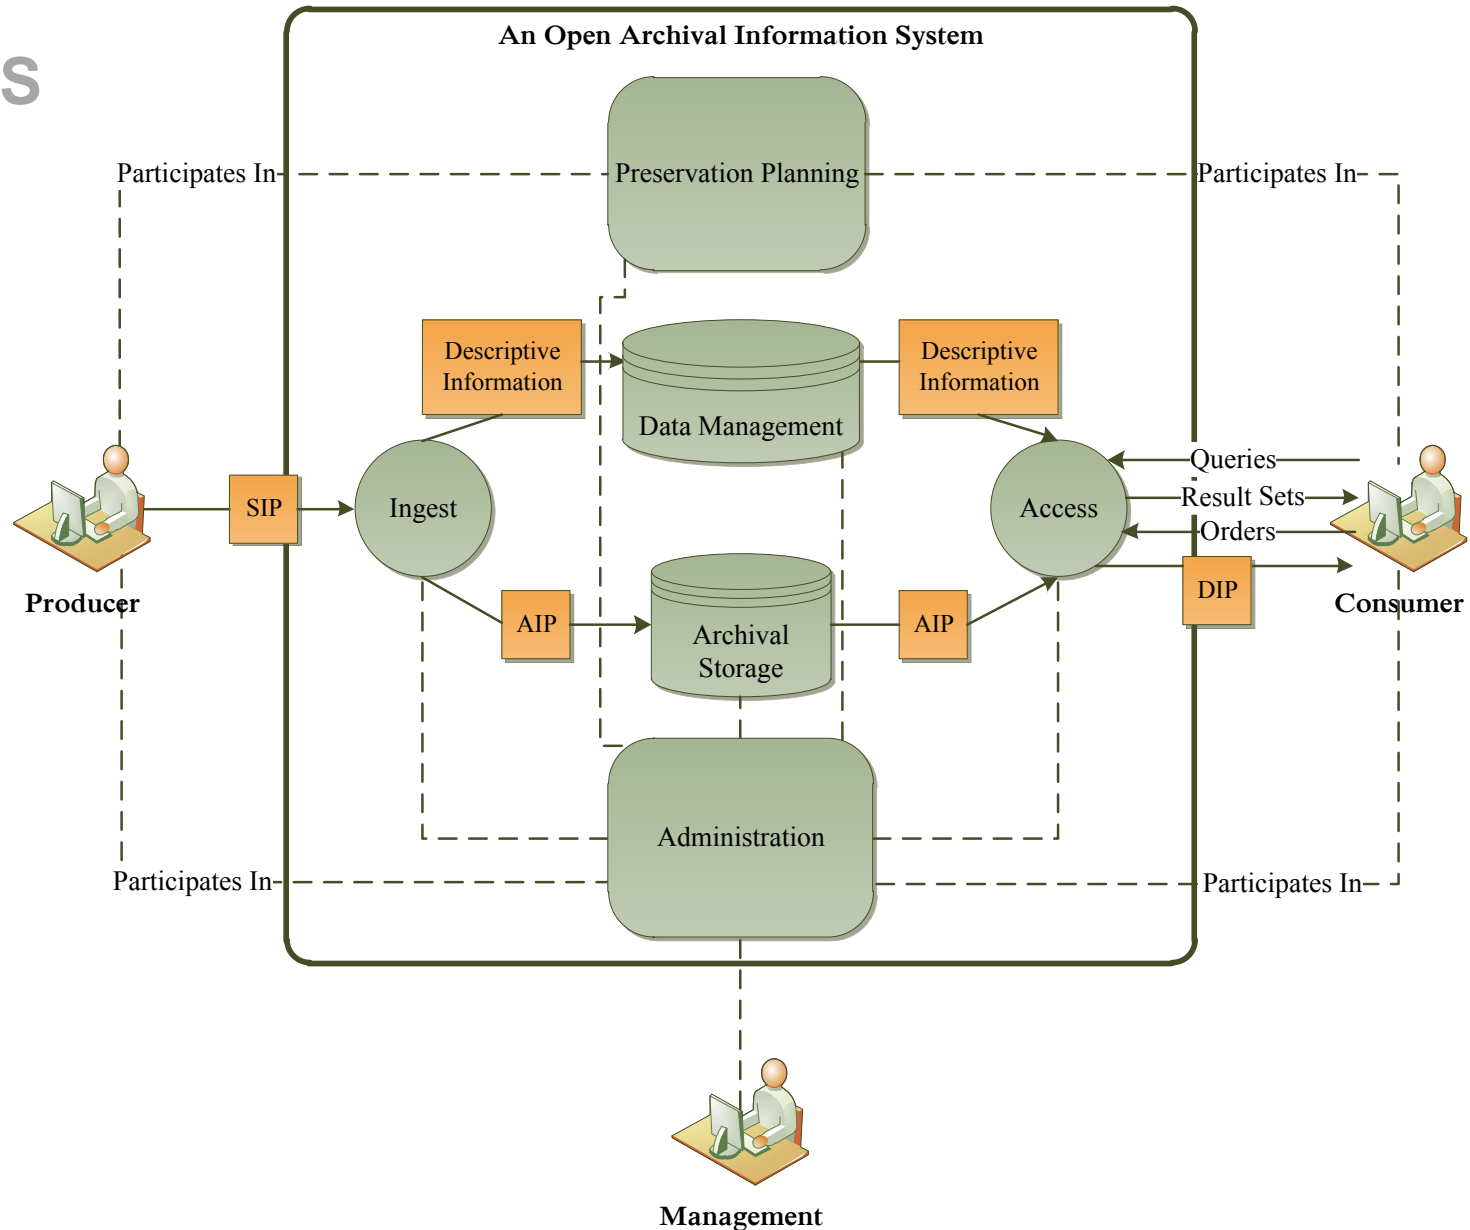 An Open Archival Information System
s
Participates In
Preservation Planning
Participates In
Descriptive
Information
Data Management
Descriptive
Information
Queries
SIP
Ingest
Access
Result Sets
Orders
Producer
AIP
Archival
Storage
AIP
DIP
Consumer
Administration
Participates In
Participates In
Management